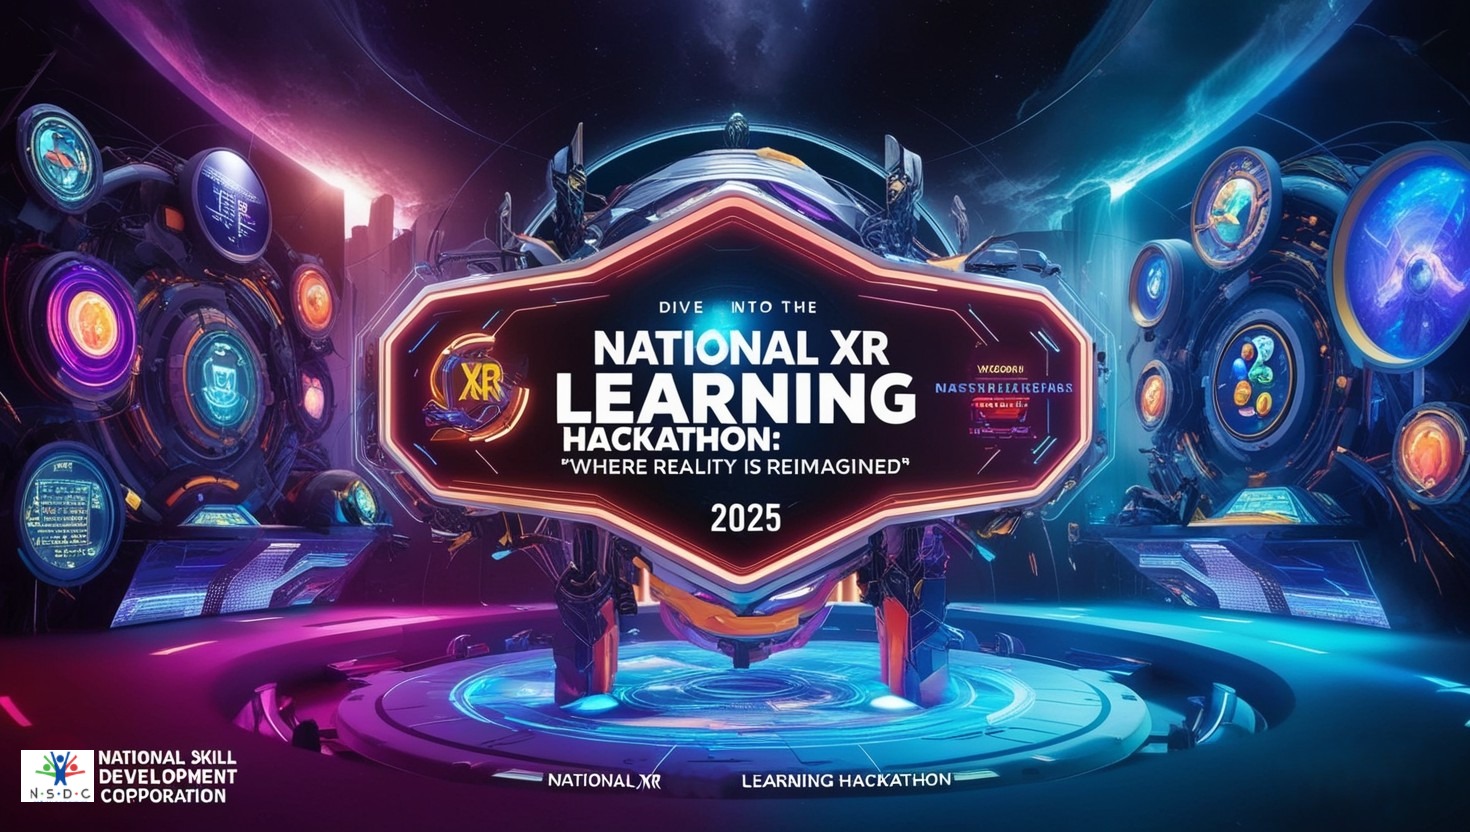 DIVE INTO THE
NATIONAL XR
LEARNING
HACKATHON:
"WHERE REALITY IS REIMAGINED"
2025
XR
N·S·D·C
NATIONAL SKILL
DEVELOPMENT
CORPORATION
NATIONAL XR
LEARNING HACKATHON